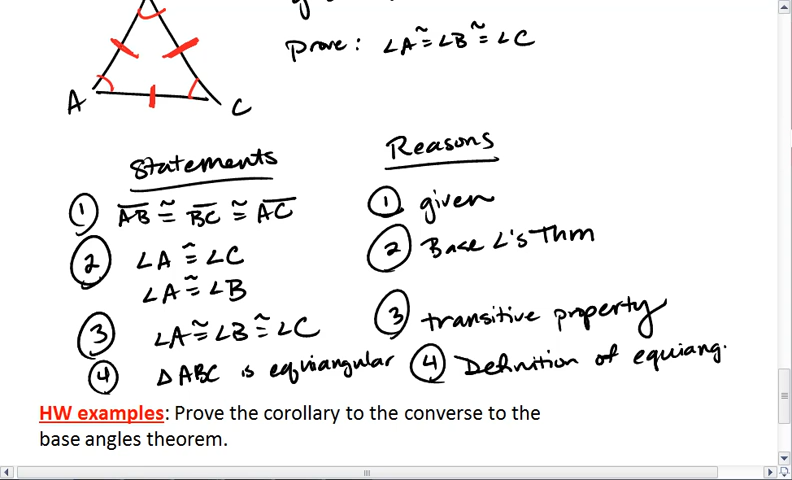 prove: ∠A ≅ ∠B ≅ ∠C
A
C
Statements
Reasons
① AB ≅ BC ≅ AC
① given
② ∠A ≅ ∠C
② Base ∠'s Thm
∠A ≅ ∠B
③ ∠A ≅ ∠B ≅ ∠C
③ transitive property
④ △ABC is equiangular
④ Definition of equiang.
HW examples: Prove the corollary to the converse to the
base angles theorem.